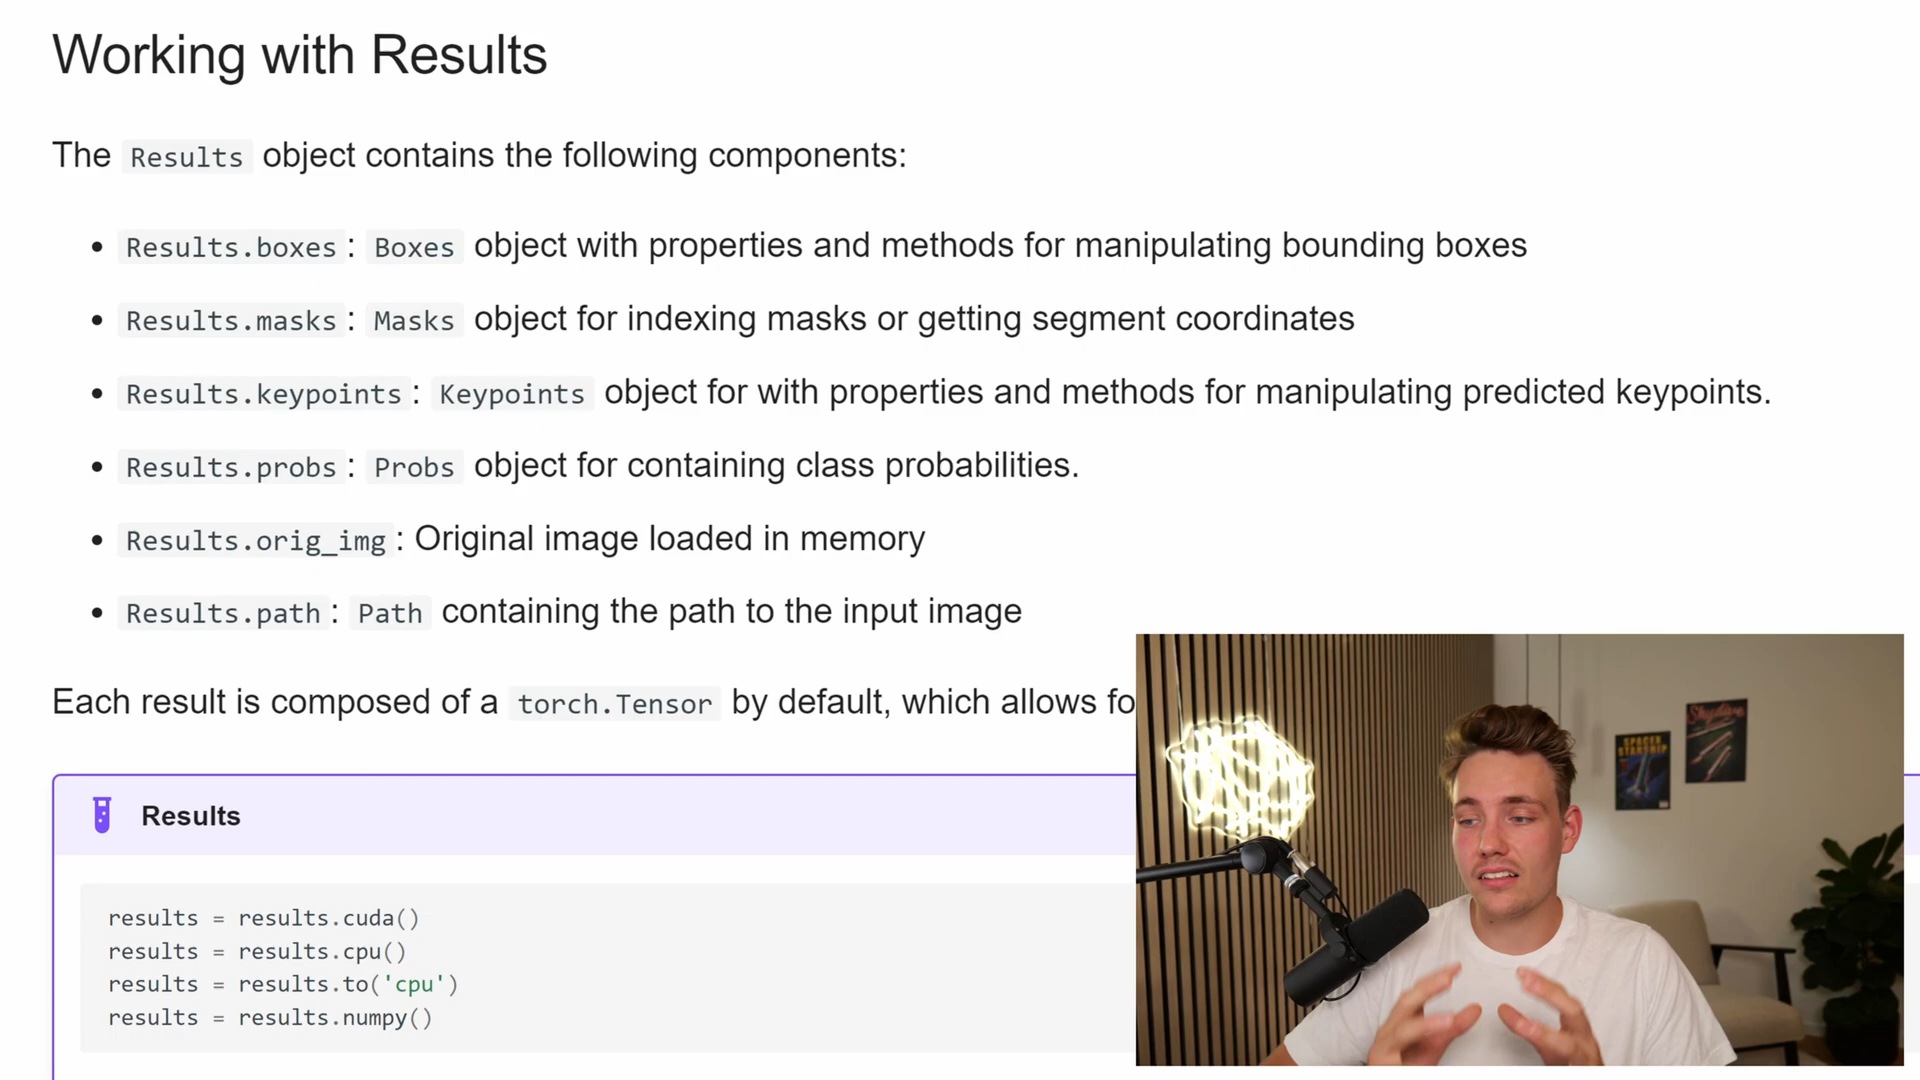 Working with Results
The Results object contains the following components:
• Results.boxes: Boxes object with properties and methods for manipulating bounding boxes
• Results.masks: Masks object for indexing masks or getting segment coordinates
• Results.keypoints: Keypoints object for with properties and methods for manipulating predicted keypoints.
• Results.probs: Probs object for containing class probabilities.
• Results.orig_img: Original image loaded in memory
• Results.path: Path containing the path to the input image
Each result is composed of a torch.Tensor by default, which allows fo
Results
results = results.cuda()
results = results.cpu()
results = results.to('cpu')
results = results.numpy()
SPACEX
STARSHIP
Skydive